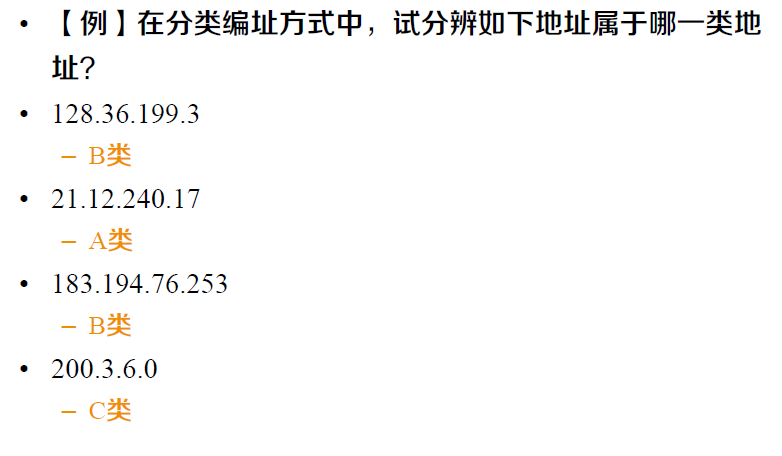 • 【例】在分类编址方式中，试分辨如下地址属于哪一类地
址？
• 128.36.199.3
– B类
• 21.12.240.17
– A类
• 183.194.76.253
– B类
• 200.3.6.0
– C类